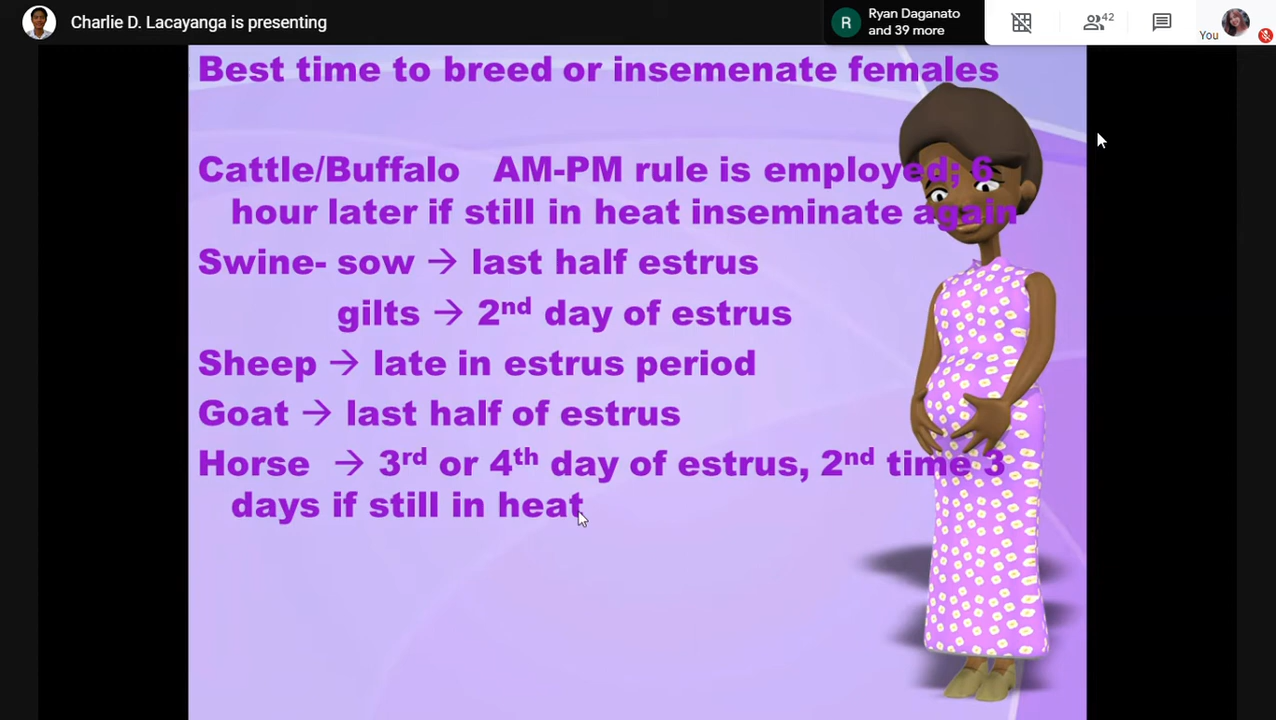 Charlie D. Lacayanga is presenting
R
Ryan Daganato
and 39 more
42
You
Best time to breed or insemenate females
Cattle/Buffalo AM-PM rule is employed; 6
hour later if still in heat inseminate again
Swine- sow → last half estrus
gilts → 2nd day of estrus
Sheep → late in estrus period
Goat → last half of estrus
Horse → 3rd or 4th day of estrus, 2nd time 3
days if still in heat